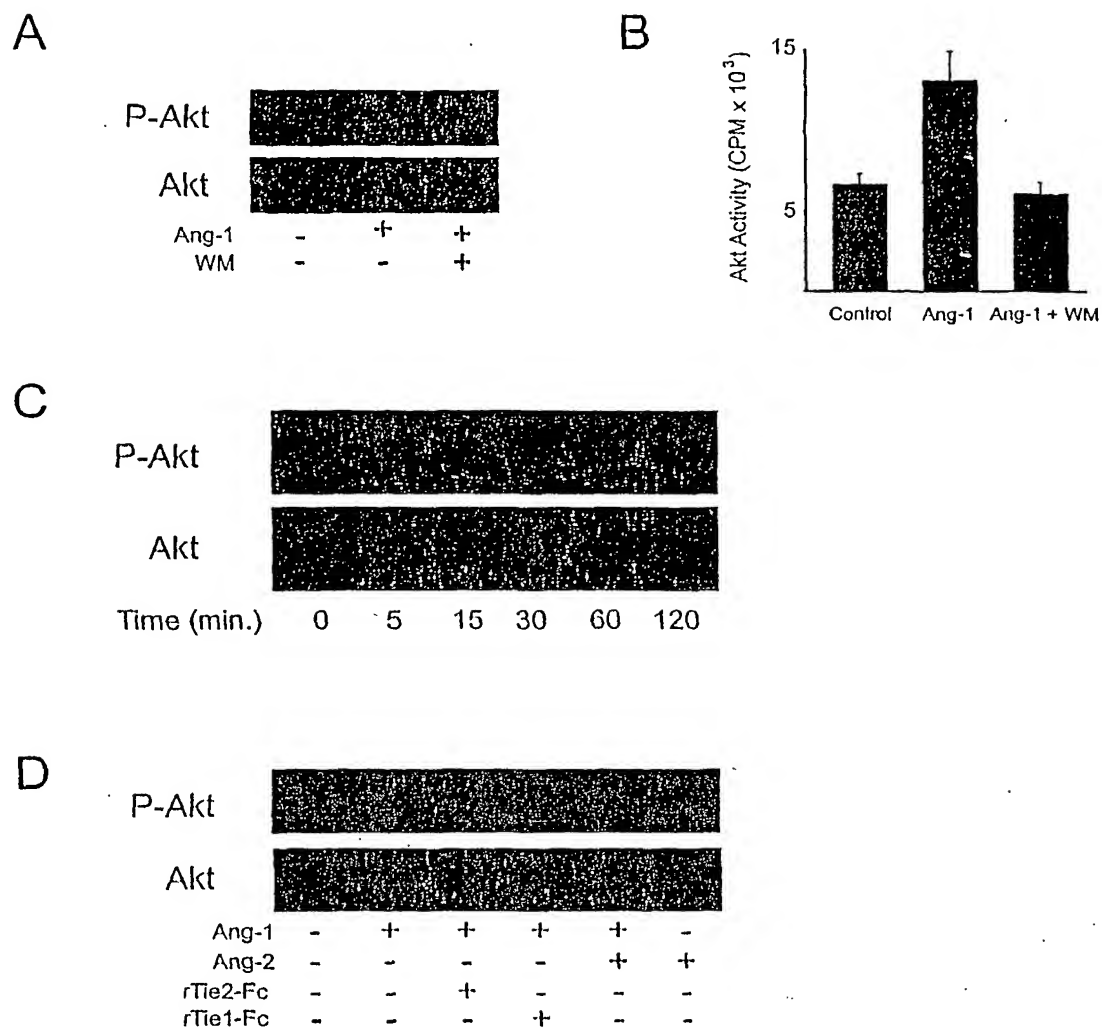 A
P-Akt
Akt
Ang-1 - + +
WM - - +
B
Akt Activity (CPM x 10³)
15
5
Control Ang-1 Ang-1 + WM
C
P-Akt
Akt
Time (min.) 0 5 15 30 60 120
D
P-Akt
Akt
Ang-1 - + + + + -
Ang-2 - - - - + +
rTie2-Fc - - + - - -
rTie1-Fc - - - + - -